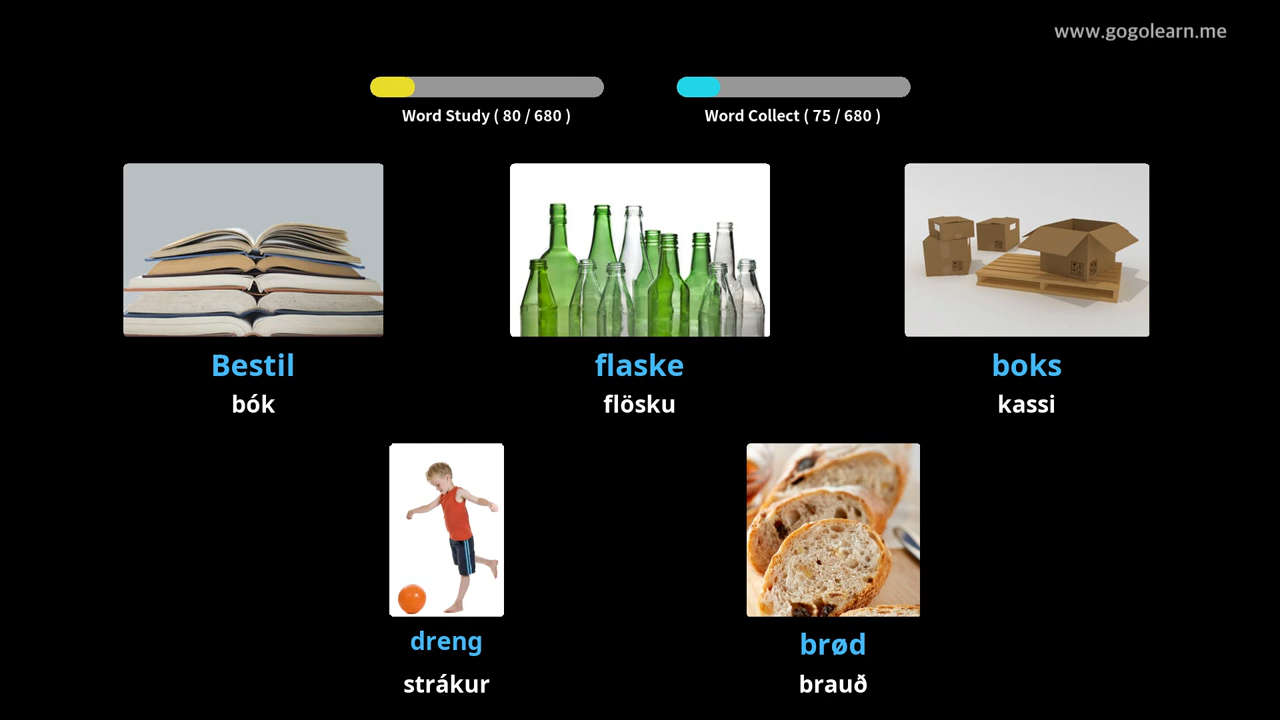 www.gogolearn.me
Word Study ( 80 / 680 )
Word Collect ( 75 / 680 )
Bestil
bók
flaske
flösku
boks
kassi
dreng
strákur
brød
brauð